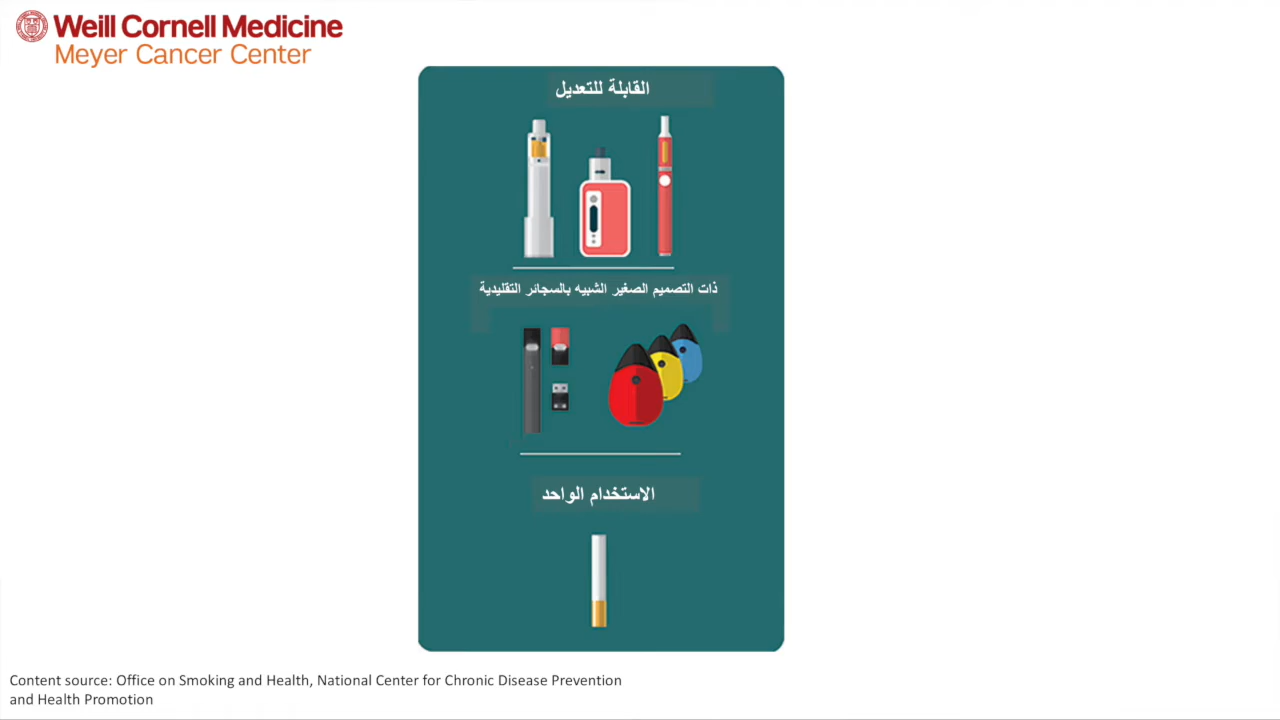 Weill Cornell Medicine
Meyer Cancer Center
القابلة للتعديل
ذات التصميم الصغير الشبيه بالسجائر التقليدية
الاستخدام الواحد
Content source: Office on Smoking and Health, National Center for Chronic Disease Prevention
and Health Promotion